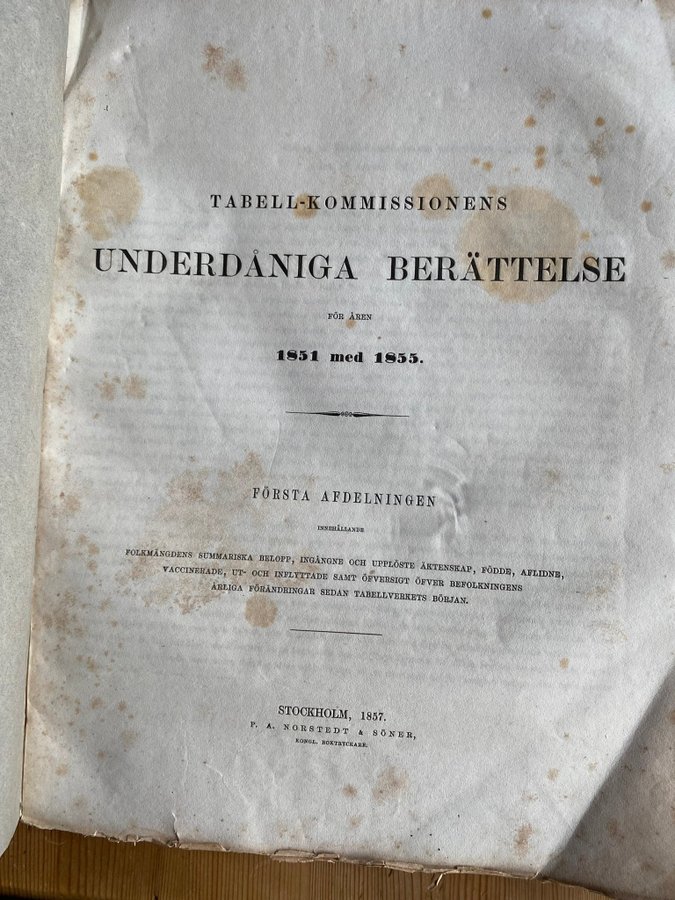 TABELL-KOMMISSIONENS
UNDERDÅNIGA BERÄTTELSE
FÖR ÅREN
1851 med 1855.
FÖRSTA AFDELNINGEN
INNEHÅLLANDE
FOLKMÄNGDENS SUMMARISKA BELOPP, INGÅNGNE OCH UPPLÖSTE ÄKTENSKAP, FÖDDE, AFLIDNE,
VACCINERADE, UT- OCH INFLYTTADE SAMT ÖFVERSIGT ÖFVER BEFOLKNINGENS
ÅRLIGA FÖRÄNDRINGAR SEDAN TABELLVERKETS BÖRJAN.
STOCKHOLM, 1857.
P. A. NORSTEDT & SÖNER,
KONGL. BOKTRYCKARE.